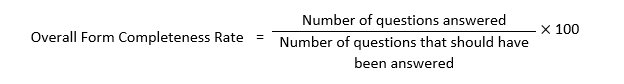 Number of questions answered
Overall Form Completeness Rate = × 100
Number of questions that should have
been answered